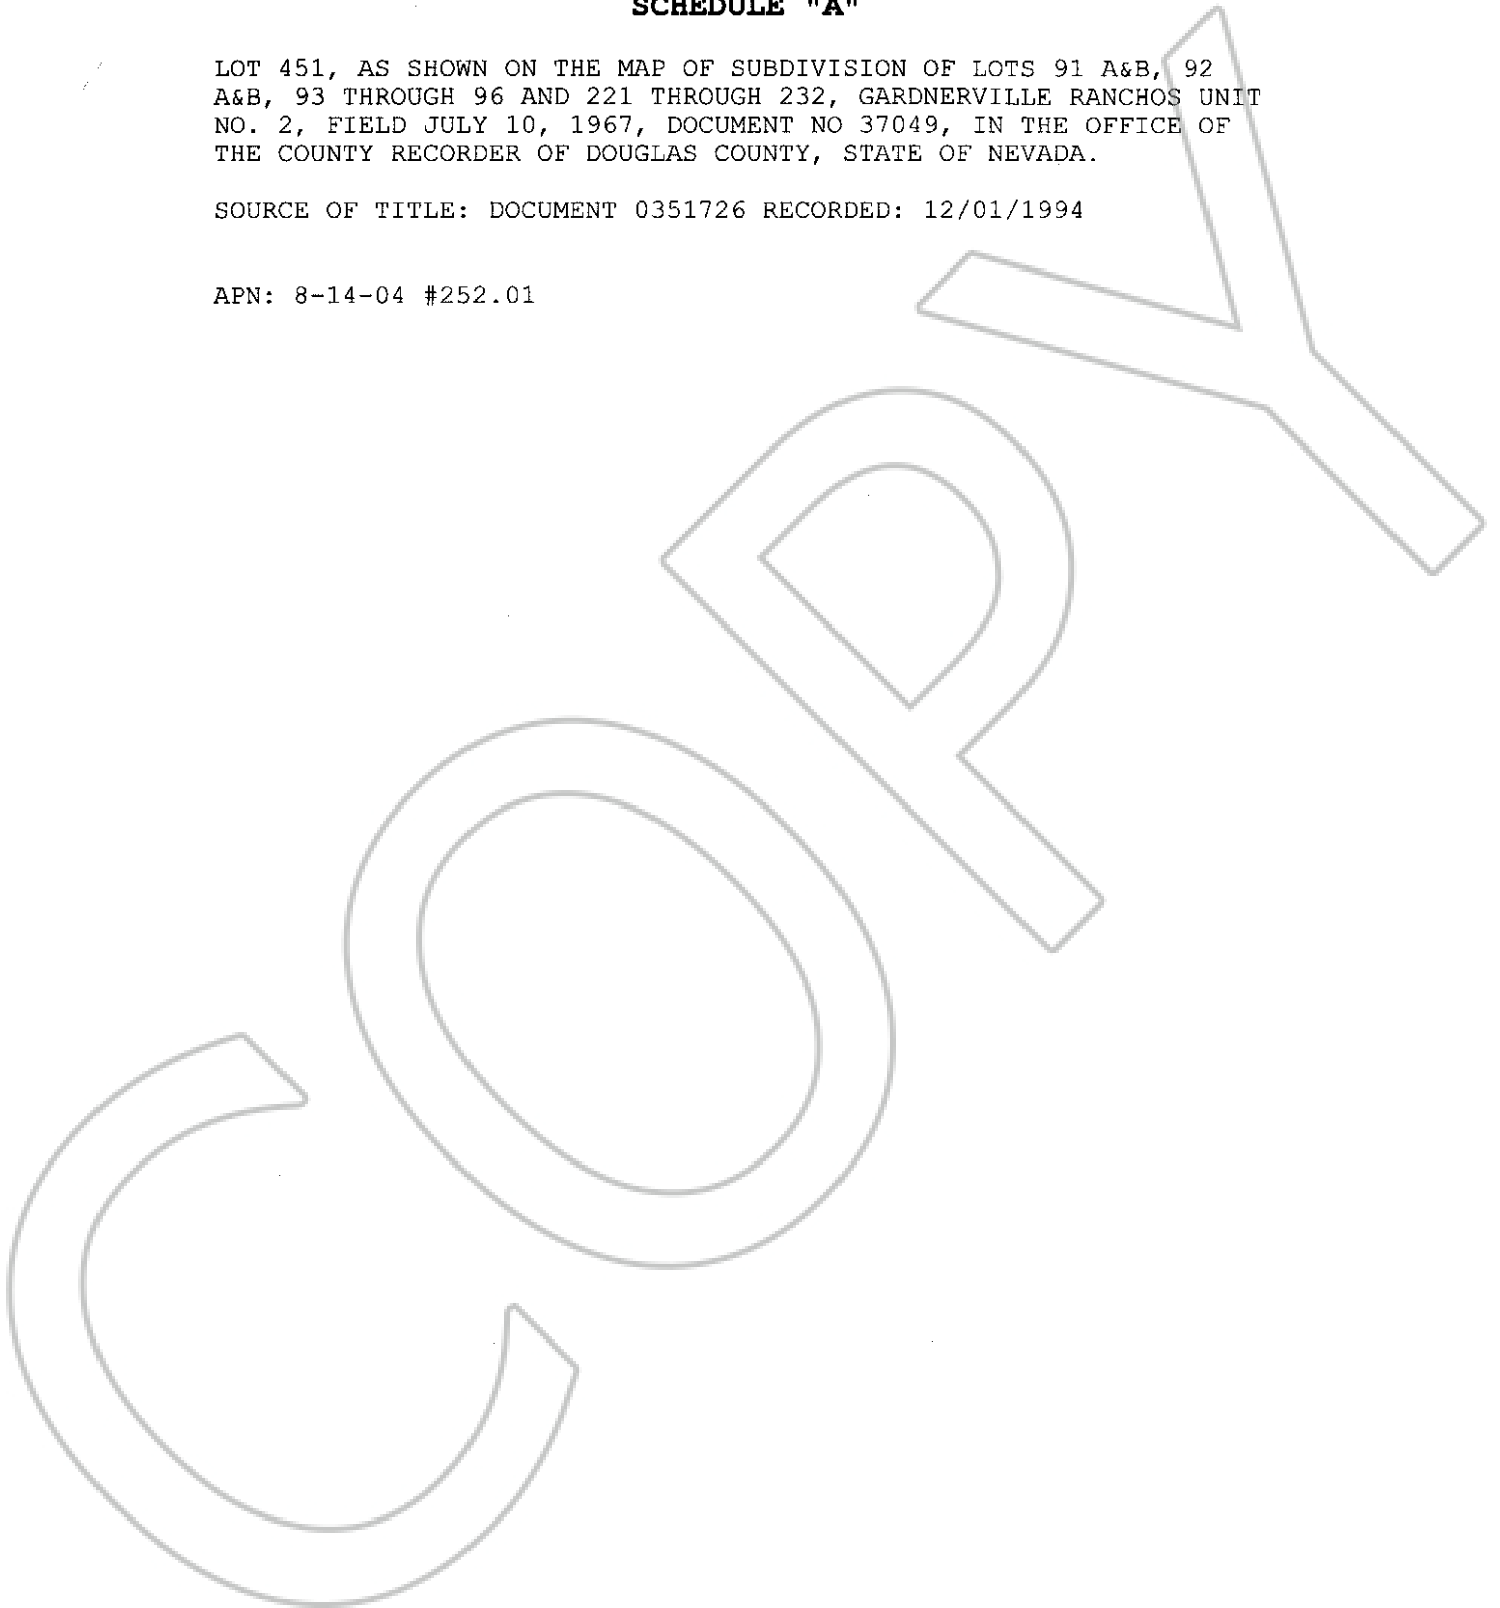 SCHEDULE "A"
LOT 451, AS SHOWN ON THE MAP OF SUBDIVISION OF LOTS 91 A&B, 92
A&B, 93 THROUGH 96 AND 221 THROUGH 232, GARDNERVILLE RANCHOS UNIT
NO. 2, FIELD JULY 10, 1967, DOCUMENT NO 37049, IN THE OFFICE OF
THE COUNTY RECORDER OF DOUGLAS COUNTY, STATE OF NEVADA.
SOURCE OF TITLE: DOCUMENT 0351726 RECORDED: 12/01/1994
APN: 8-14-04 #252.01
COPY